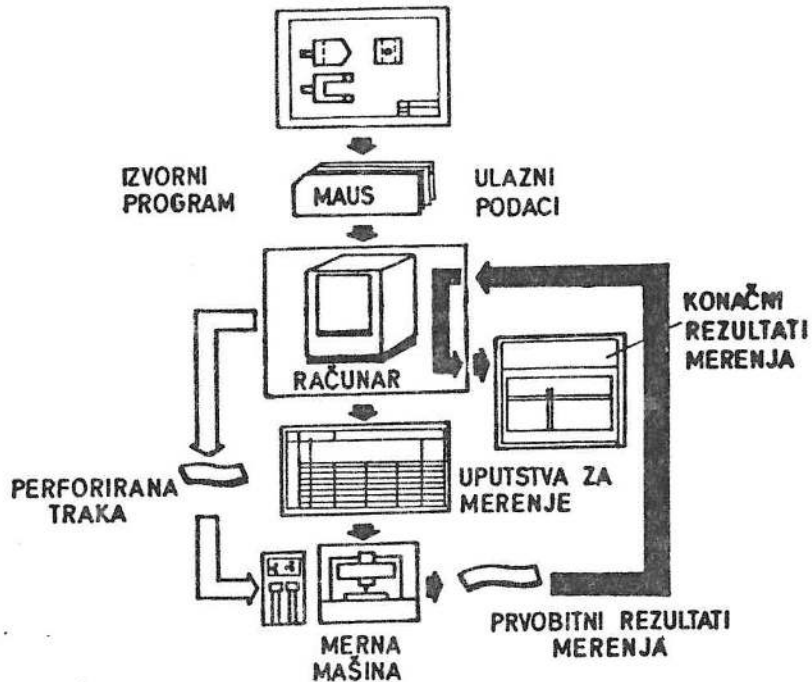 IZVORNI
PROGRAM
MAUS
ULAZNI
PODACI
RAČUNAR
KONAČNI
REZULTATI
MERENJA
PERFORIRANA
TRAKA
UPUTSTVA ZA
MERENJE
MERNA
MAŠINA
PRVOBITNI REZULTATI
MERENJA